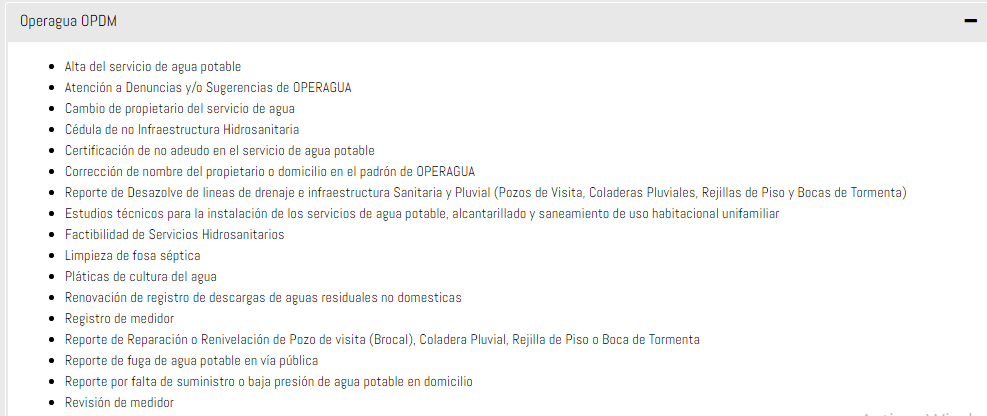 Operagua OPDM
Alta del servicio de agua potable
Atención a Denuncias y/o Sugerencias de OPERAGUA
Cambio de propietario del servicio de agua
Cédula de no Infraestructura Hidrosanitaria
Certificación de no adeudo en el servicio de agua potable
Corrección de nombre del propietario o domicilio en el padrón de OPERAGUA
Reporte de Desazolve de lineas de drenaje e infraestructura Sanitaria y Pluvial (Pozos de Visita, Coladeras Pluviales, Rejillas de Piso y Bocas de Tormenta)
Estudios técnicos para la instalación de los servicios de agua potable, alcantarillado y saneamiento de uso habitacional unifamiliar
Factibilidad de Servicios Hidrosanitarios
Limpieza de fosa séptica
Pláticas de cultura del agua
Renovación de registro de descargas de aguas residuales no domesticas
Registro de medidor
Reporte de Reparación o Renivelación de Pozo de visita (Brocal), Coladera Pluvial, Rejilla de Piso o Boca de Tormenta
Reporte de fuga de agua potable en vía pública
Reporte por falta de suministro o baja presión de agua potable en domicilio
Revisión de medidor